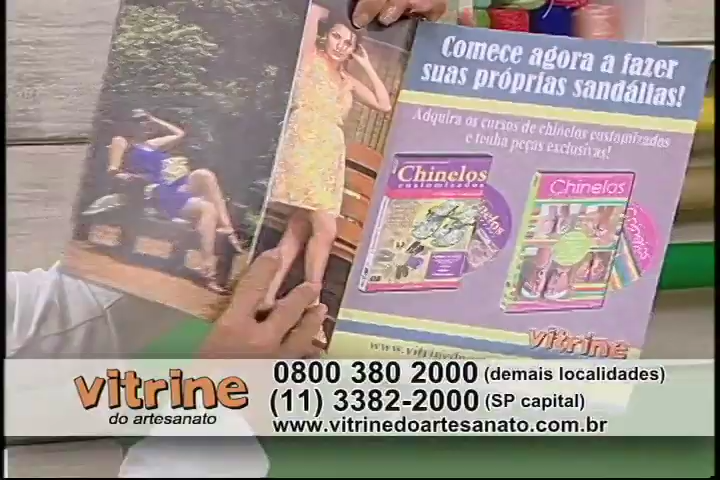 Comece agora a fazer
suas próprias sandálias!
Adquira os cursos de chinelos customizados
e tenha peças exclusivas!
Chinelos
customizados
Chinelos
vitrine
vitrine
do artesanato
0800 380 2000 (demais localidades)
(11) 3382-2000 (SP capital)
www.vitrinedoartesanato.com.br